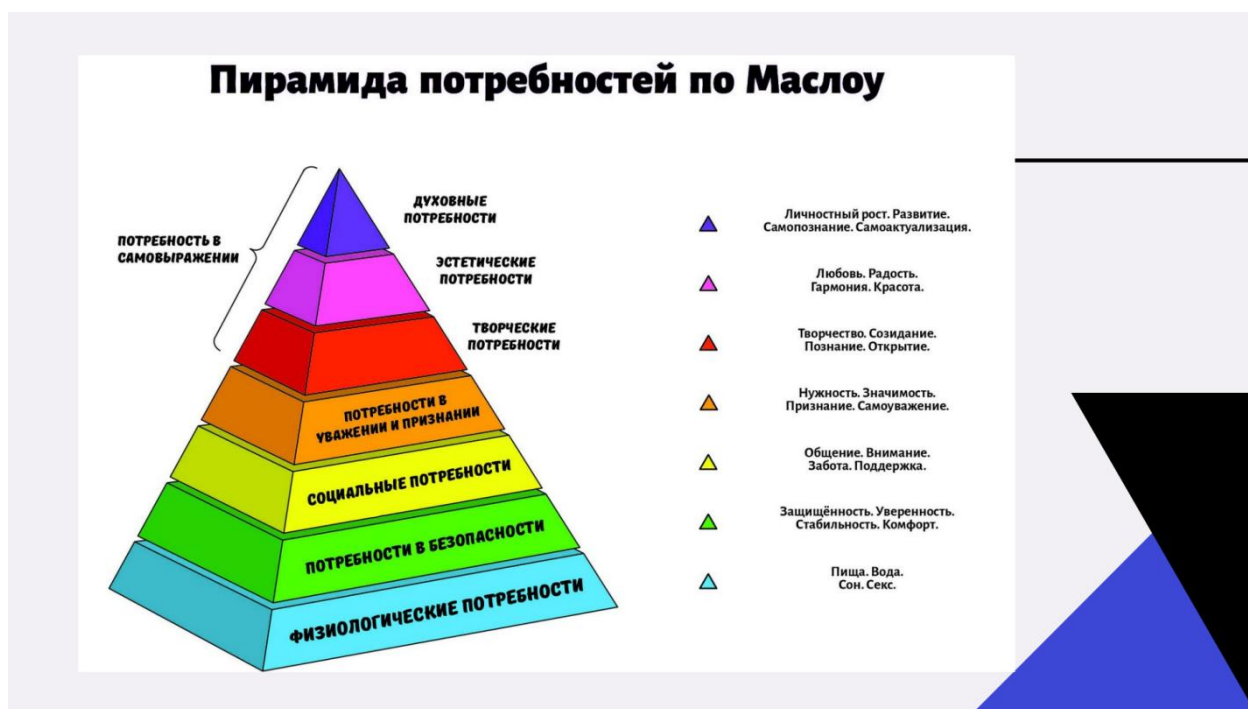 Пирамида потребностей по Маслоу
ДУХОВНЫЕ
ПОТРЕБНОСТИ
ПОТРЕБНОСТЬ В
САМОВЫРАЖЕНИИ
ЭСТЕТИЧЕСКИЕ
ПОТРЕБНОСТИ
ТВОРЧЕСКИЕ
ПОТРЕБНОСТИ
ПОТРЕБНОСТИ В
УВАЖЕНИИ И ПРИЗНАНИИ
СОЦИАЛЬНЫЕ ПОТРЕБНОСТИ
ПОТРЕБНОСТИ В БЕЗОПАСНОСТИ
ФИЗИОЛОГИЧЕСКИЕ ПОТРЕБНОСТИ
Личностный рост. Развитие.
Самопознание. Самоактуализация.
Любовь. Радость.
Гармония. Красота.
Творчество. Созидание.
Познание. Открытие.
Нужность. Значимость.
Признание. Самоуважение.
Общение. Внимание.
Забота. Поддержка.
Защищённость. Уверенность.
Стабильность. Комфорт.
Пища. Вода.
Сон. Секс.